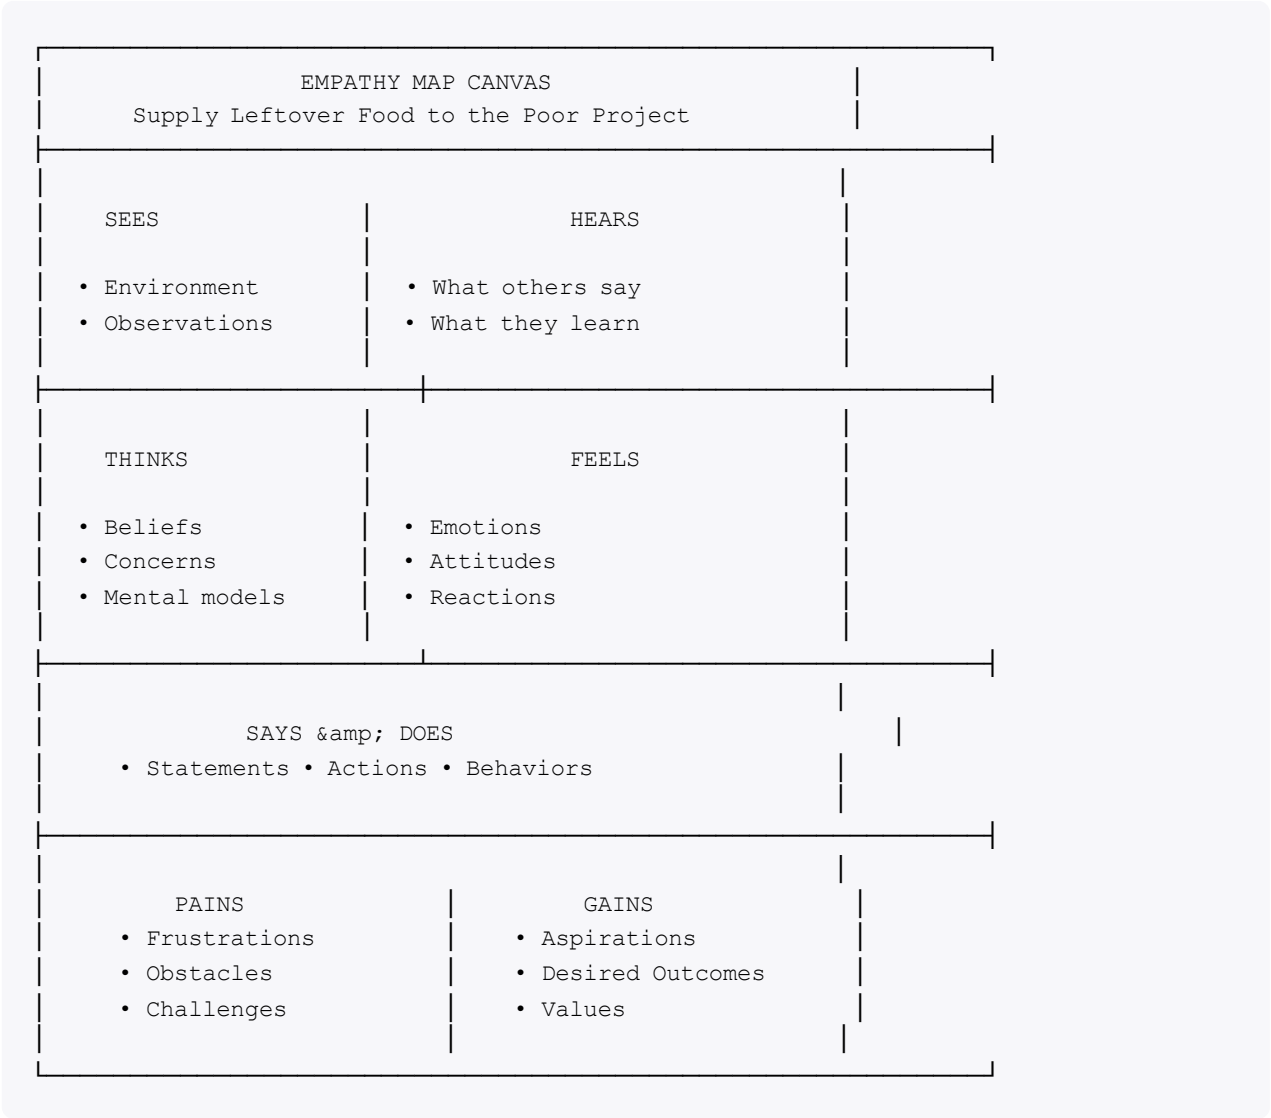 EMPATHY MAP CANVAS
Supply Leftover Food to the Poor Project
SEES HEARS
• Environment • What others say
• Observations • What they learn
THINKS FEELS
• Beliefs • Emotions
• Concerns • Attitudes
• Mental models • Reactions
SAYS &amp; DOES
• Statements • Actions • Behaviors
PAINS GAINS
• Frustrations • Aspirations
• Obstacles • Desired Outcomes
• Challenges • Values